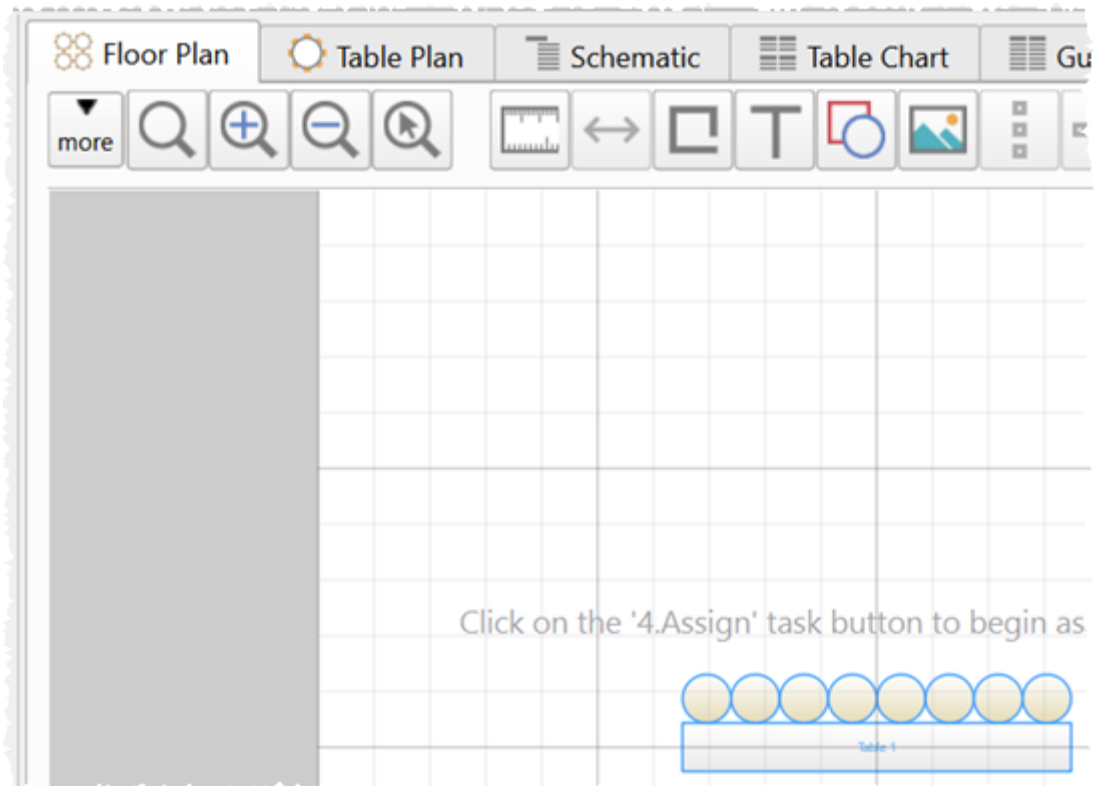 Floor Plan
Table Plan
Schematic
Table Chart
Gu
more
Click on the '4.Assign' task button to begin as
Table 1